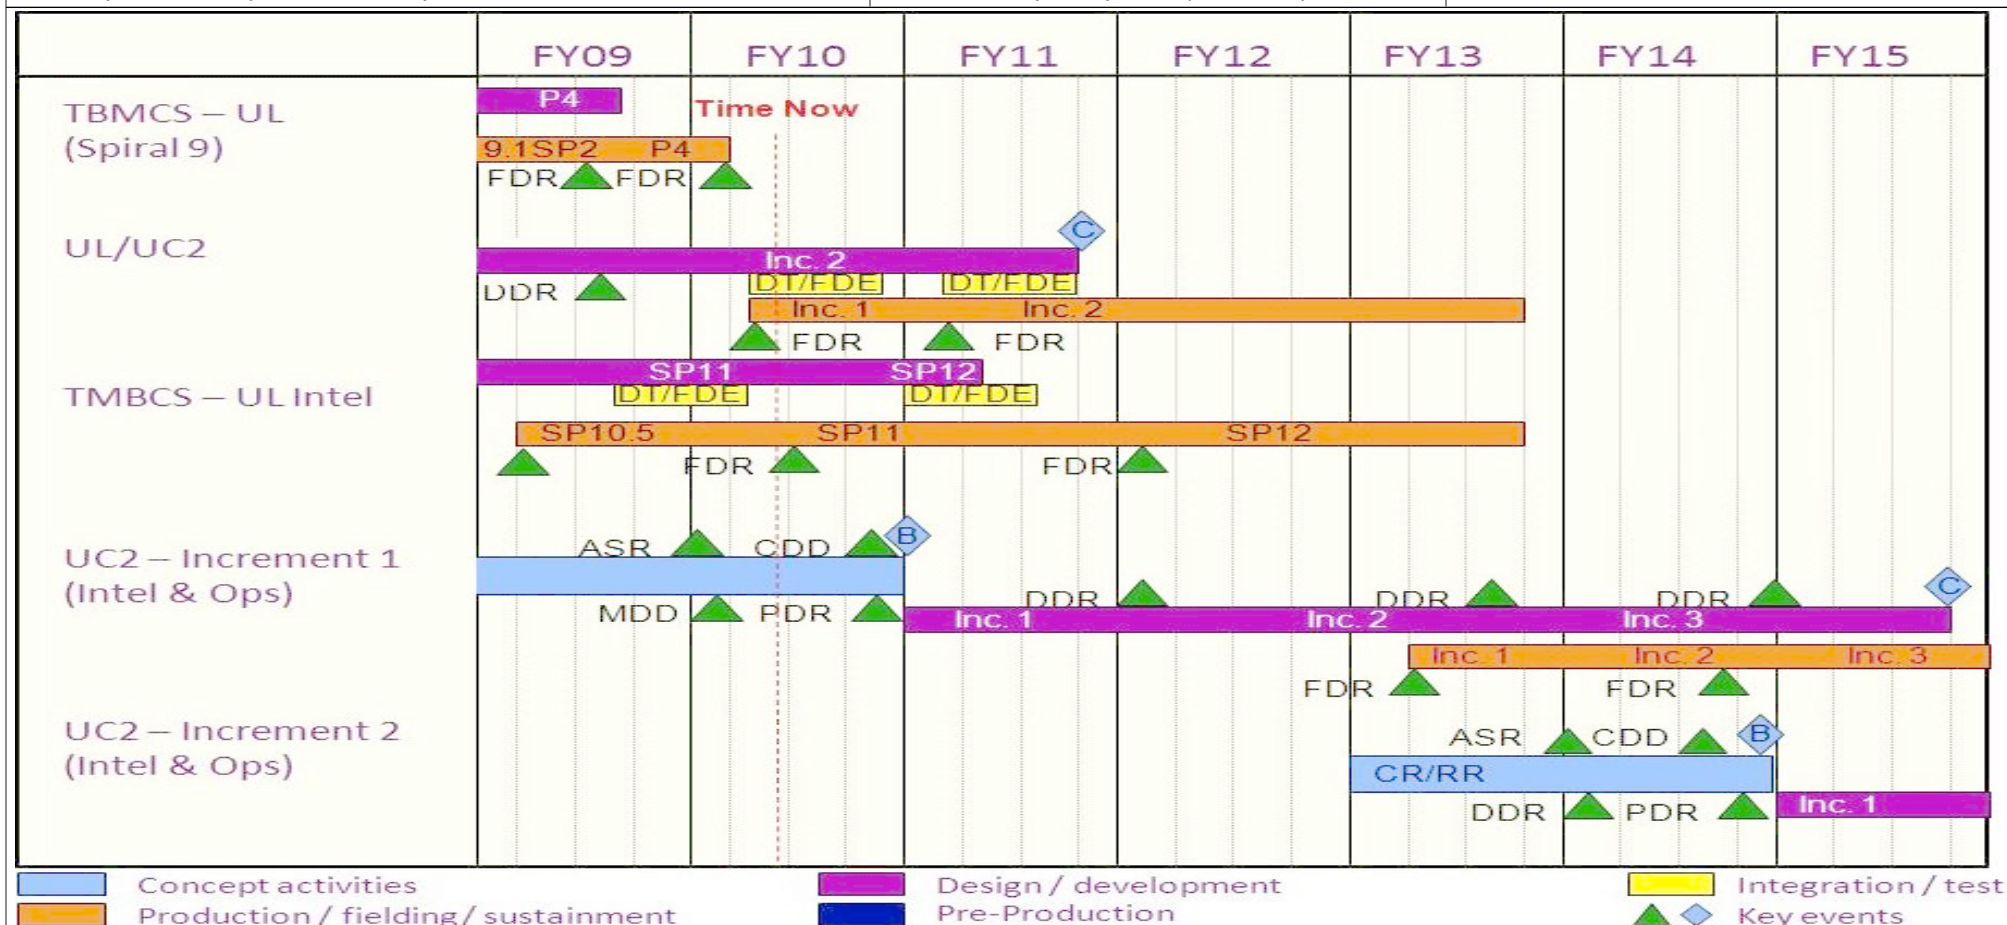 FY09 FY10 FY11 FY12 FY13 FY14 FY15
TBMCS – UL
(Spiral 9)
P4
Time Now
9.1SP2 P4
FDR FDR
UL/UC2
C
Inc. 2
DT/FDE DT/FDE
DDR
Inc. 1 Inc. 2
FDR FDR
TMBCS – UL Intel
SP11 SP12
DT/FDE DT/FDE
SP10.5 SP11 SP12
FDR FDR
UC2 – Increment 1
(Intel & Ops)
ASR CDD B
MDD PDR
DDR DDR DDR C
Inc. 1 Inc. 2 Inc. 3
Inc. 1 Inc. 2 Inc. 3
FDR FDR
UC2 – Increment 2
(Intel & Ops)
ASR CDD B
CR/RR
DDR PDR
Inc. 1
Concept activities Design / development Integration / test
Production / fielding/ sustainment Pre-Production Key events